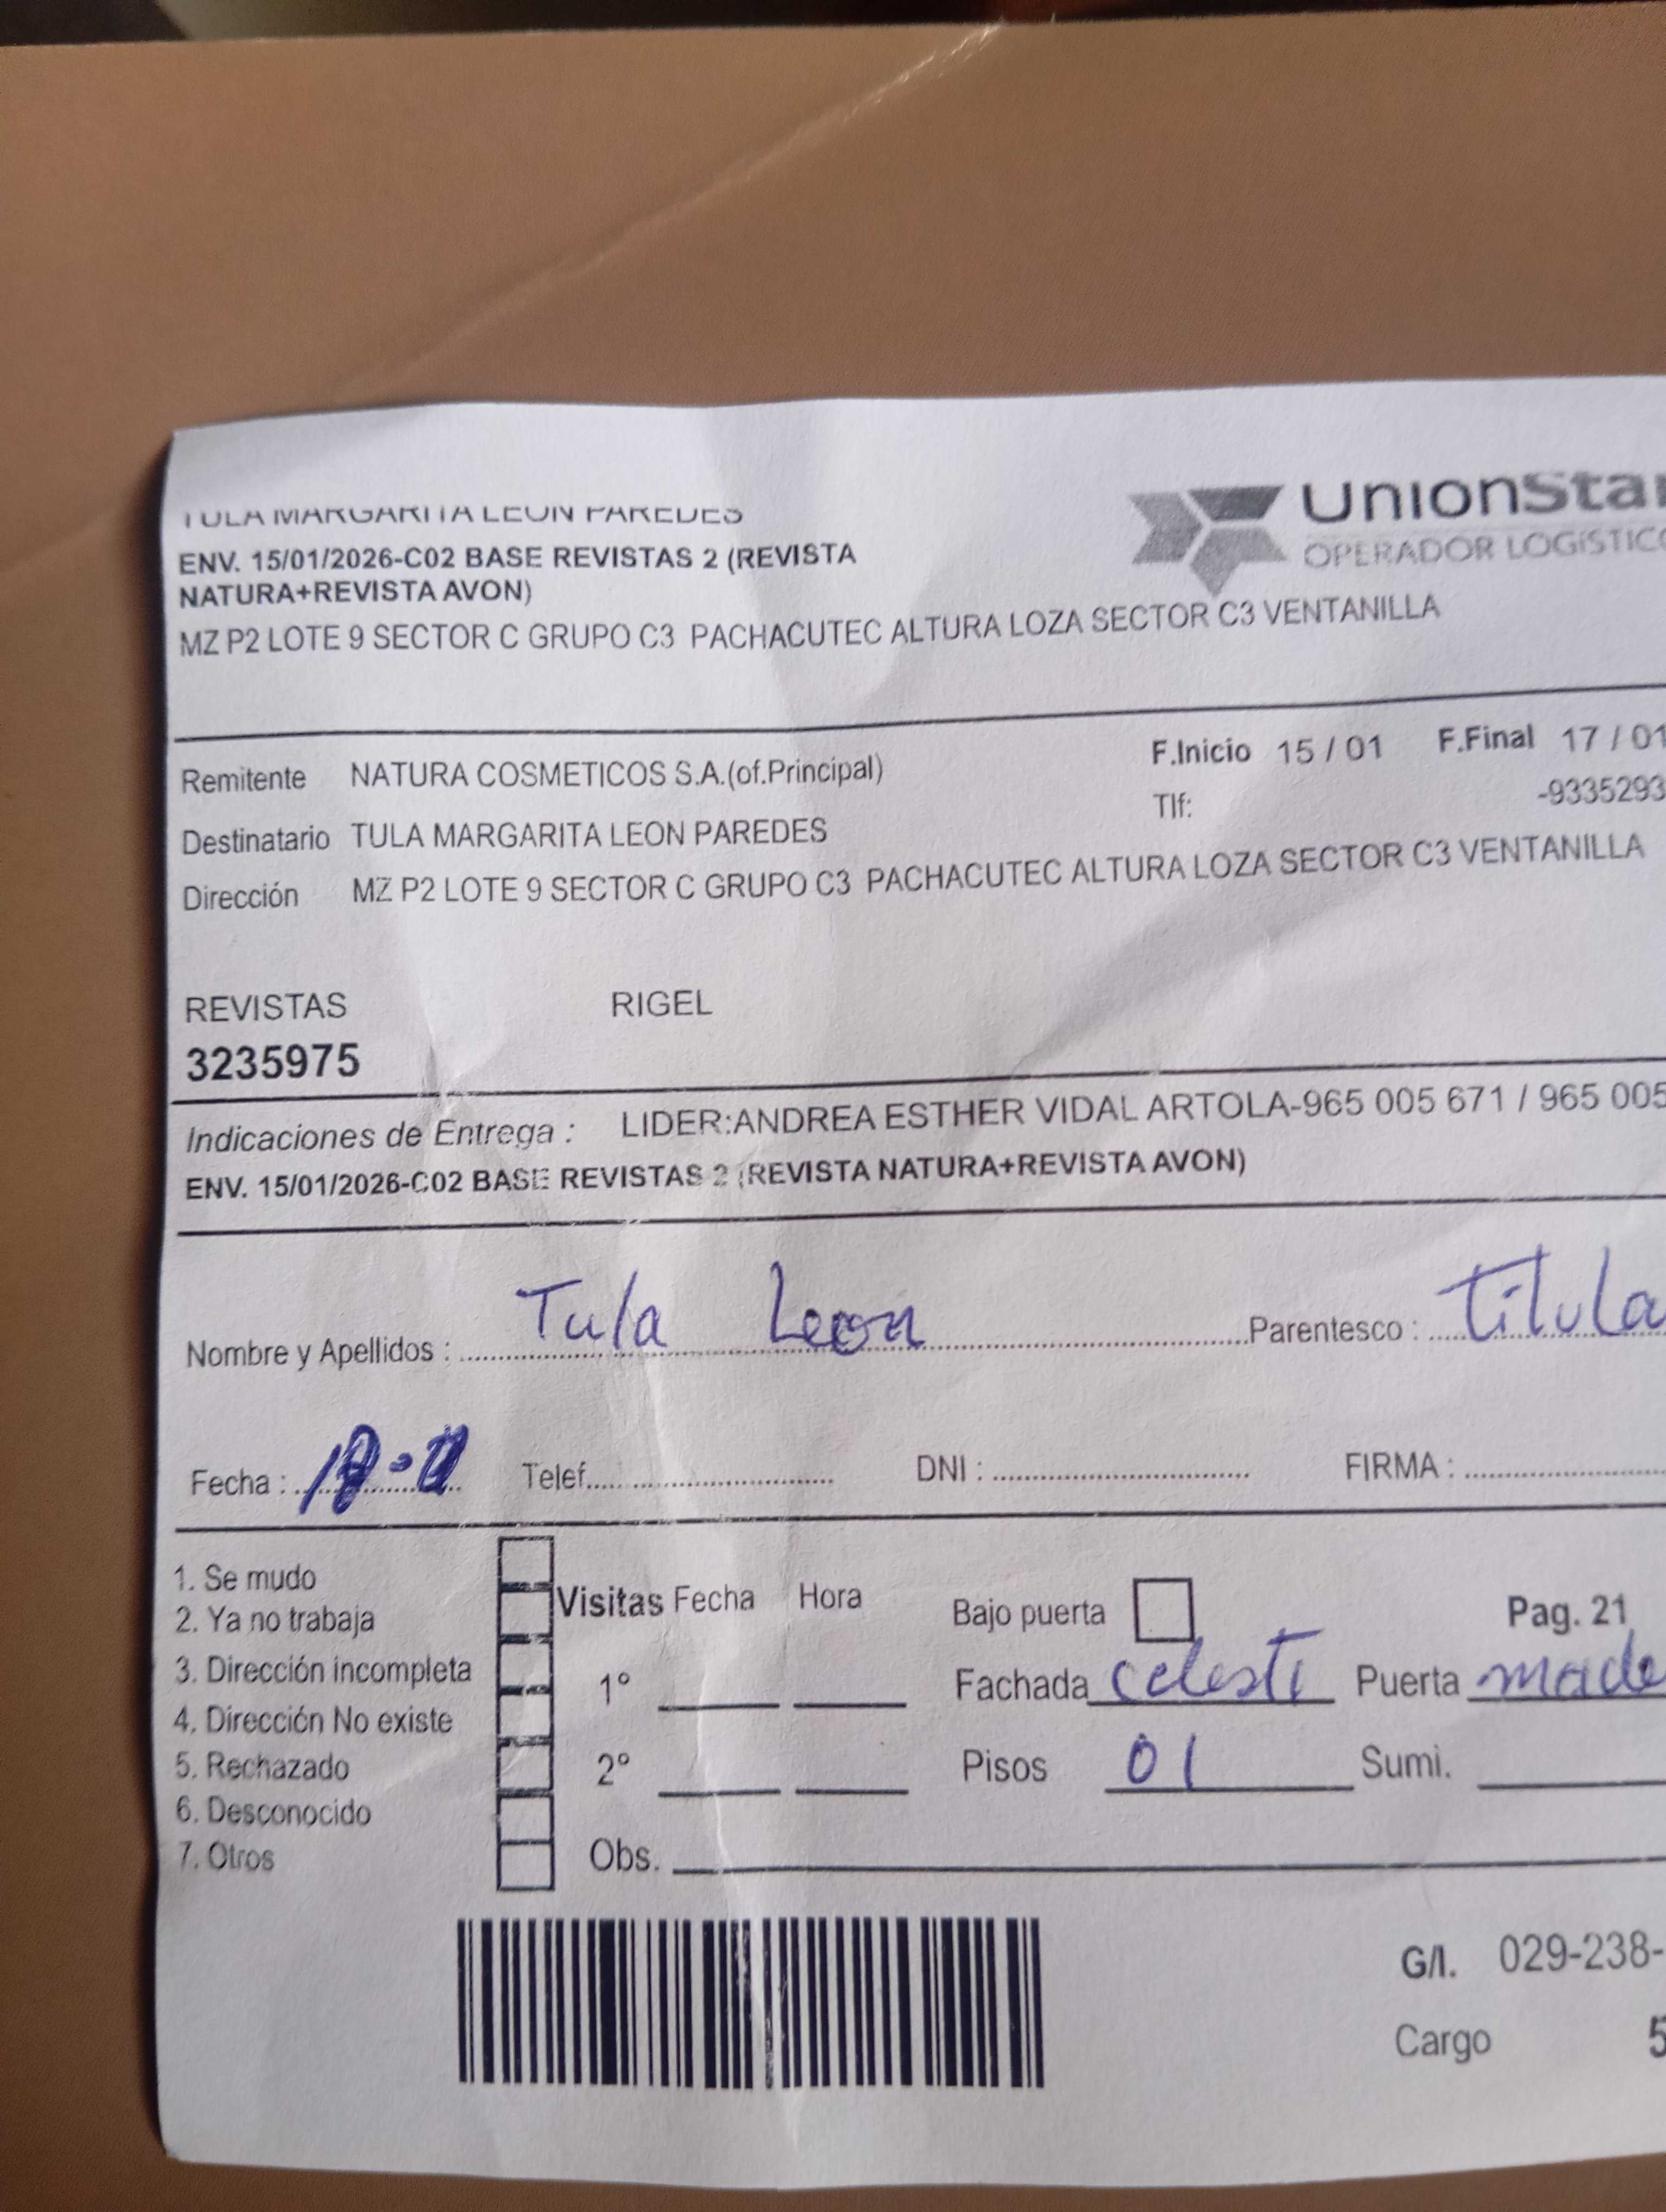 TULA MARGARITA LEON PAREDES
UnionStar
OPERADOR LOGÍSTICO
ENV. 15/01/2026-C02 BASE REVISTAS 2 (REVISTA
NATURA+REVISTA AVON)
MZ P2 LOTE 9 SECTOR C GRUPO C3 PACHACUTEC ALTURA LOZA SECTOR C3 VENTANILLA
Remitente NATURA COSMETICOS S.A.(of.Principal) F.Inicio 15 / 01 F.Final 17 / 01
Tlf: -9335293
Destinatario TULA MARGARITA LEON PAREDES
Dirección MZ P2 LOTE 9 SECTOR C GRUPO C3 PACHACUTEC ALTURA LOZA SECTOR C3 VENTANILLA
REVISTAS RIGEL
3235975
Indicaciones de Entrega : LIDER:ANDREA ESTHER VIDAL ARTOLA-965 005 671 / 965 005
ENV. 15/01/2026-C02 BASE REVISTAS 2 (REVISTA NATURA+REVISTA AVON)
Nombre y Apellidos : Tula Leon Parentesco : Titula
Fecha : Telef. DNI : FIRMA :
1. Se mudo
2. Ya no trabaja
3. Dirección incompleta
4. Dirección No existe
5. Rechazado
6. Desconocido
7. Otros
Visitas Fecha Hora
1°
2°
Obs.
Bajo puerta Pag. 21
Fachada celeste Puerta made
Pisos 01 Sumi.
G/I. 029-238-
Cargo 5